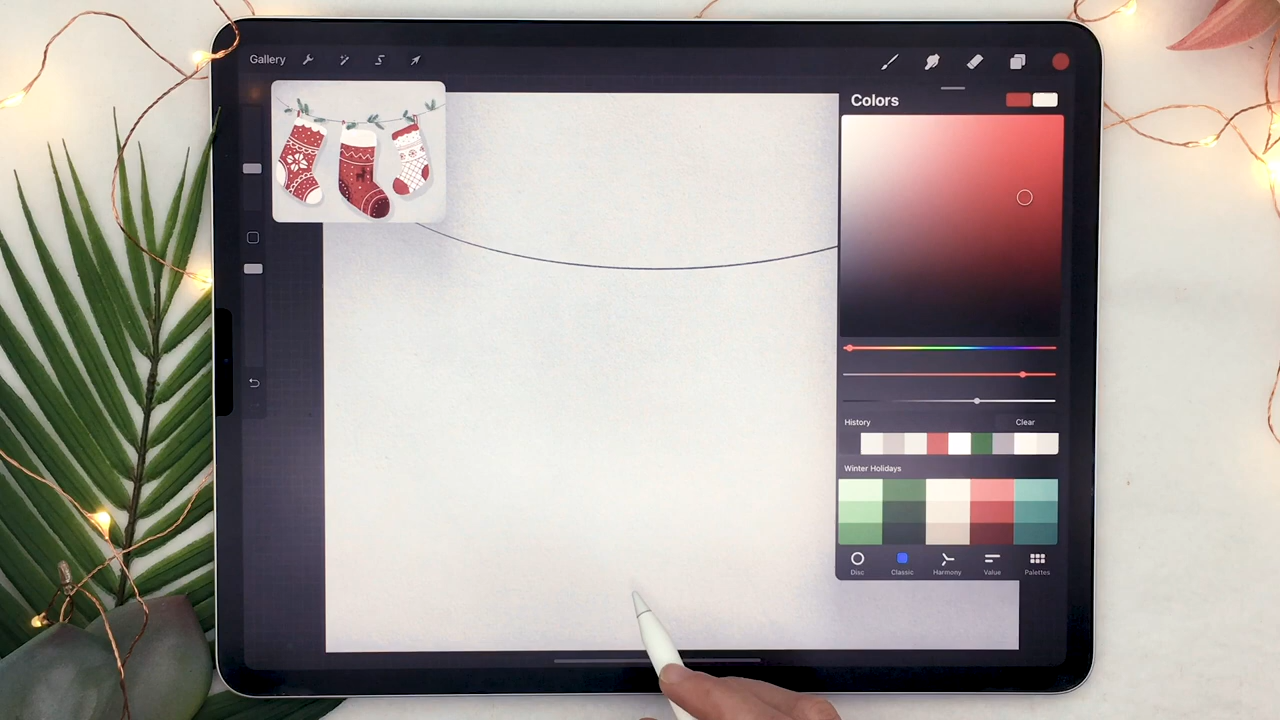 Gallery
Colors
History
Clear
Winter Holidays
Disc
Classic
Harmony
Value
Palettes